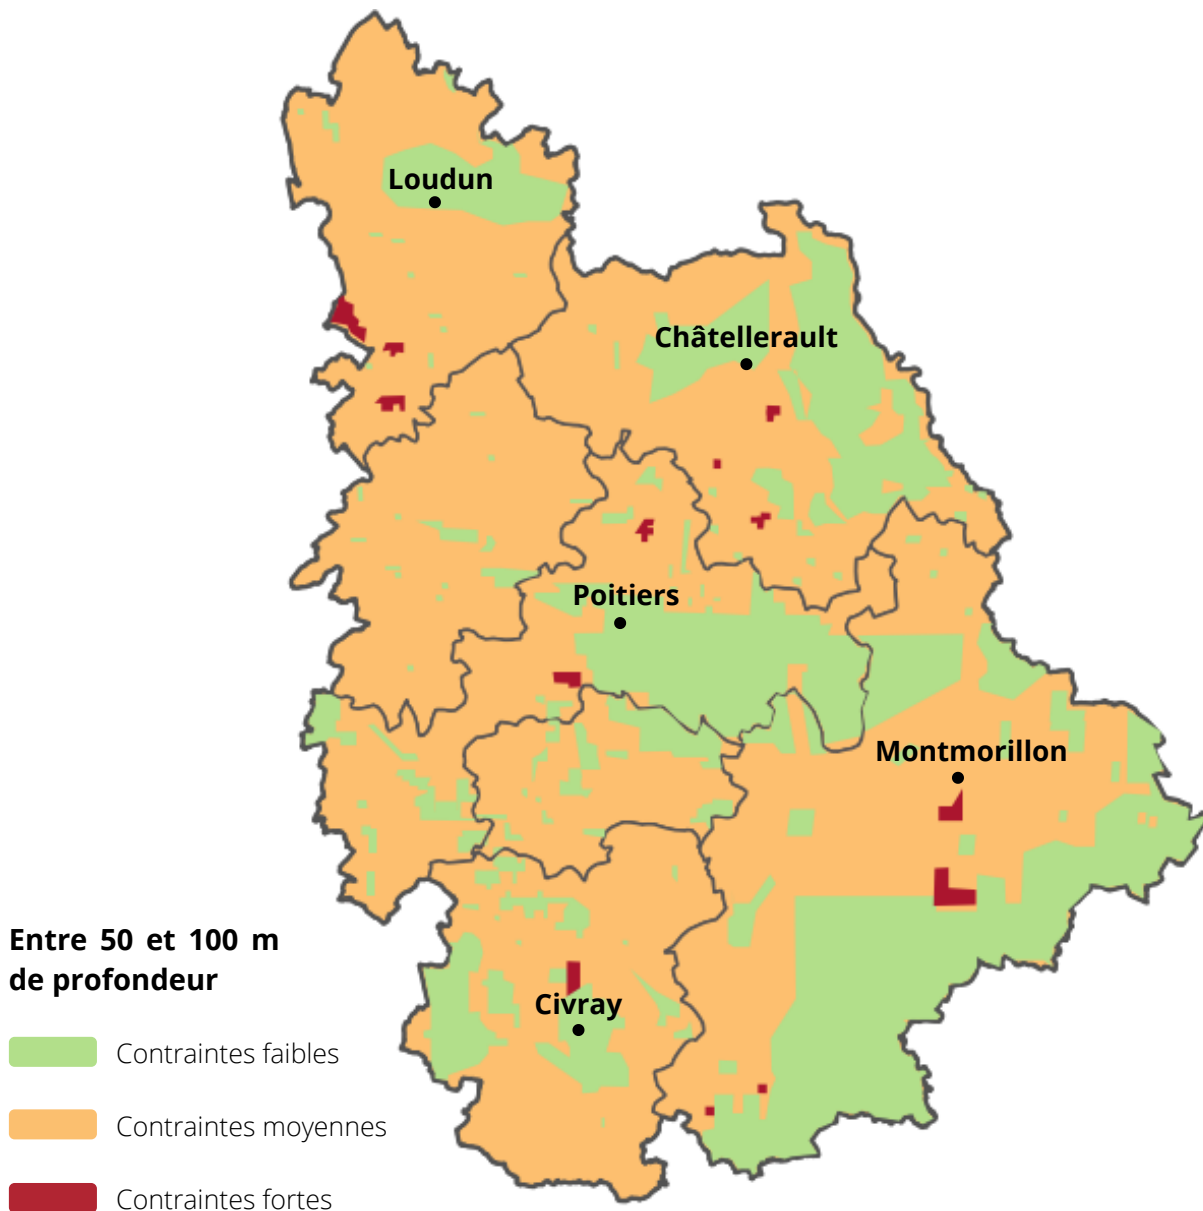 Loudun
Châtellerault
Poitiers
Montmorillon
Civray
Entre 50 et 100 m
de profondeur
Contraintes faibles
Contraintes moyennes
Contraintes fortes